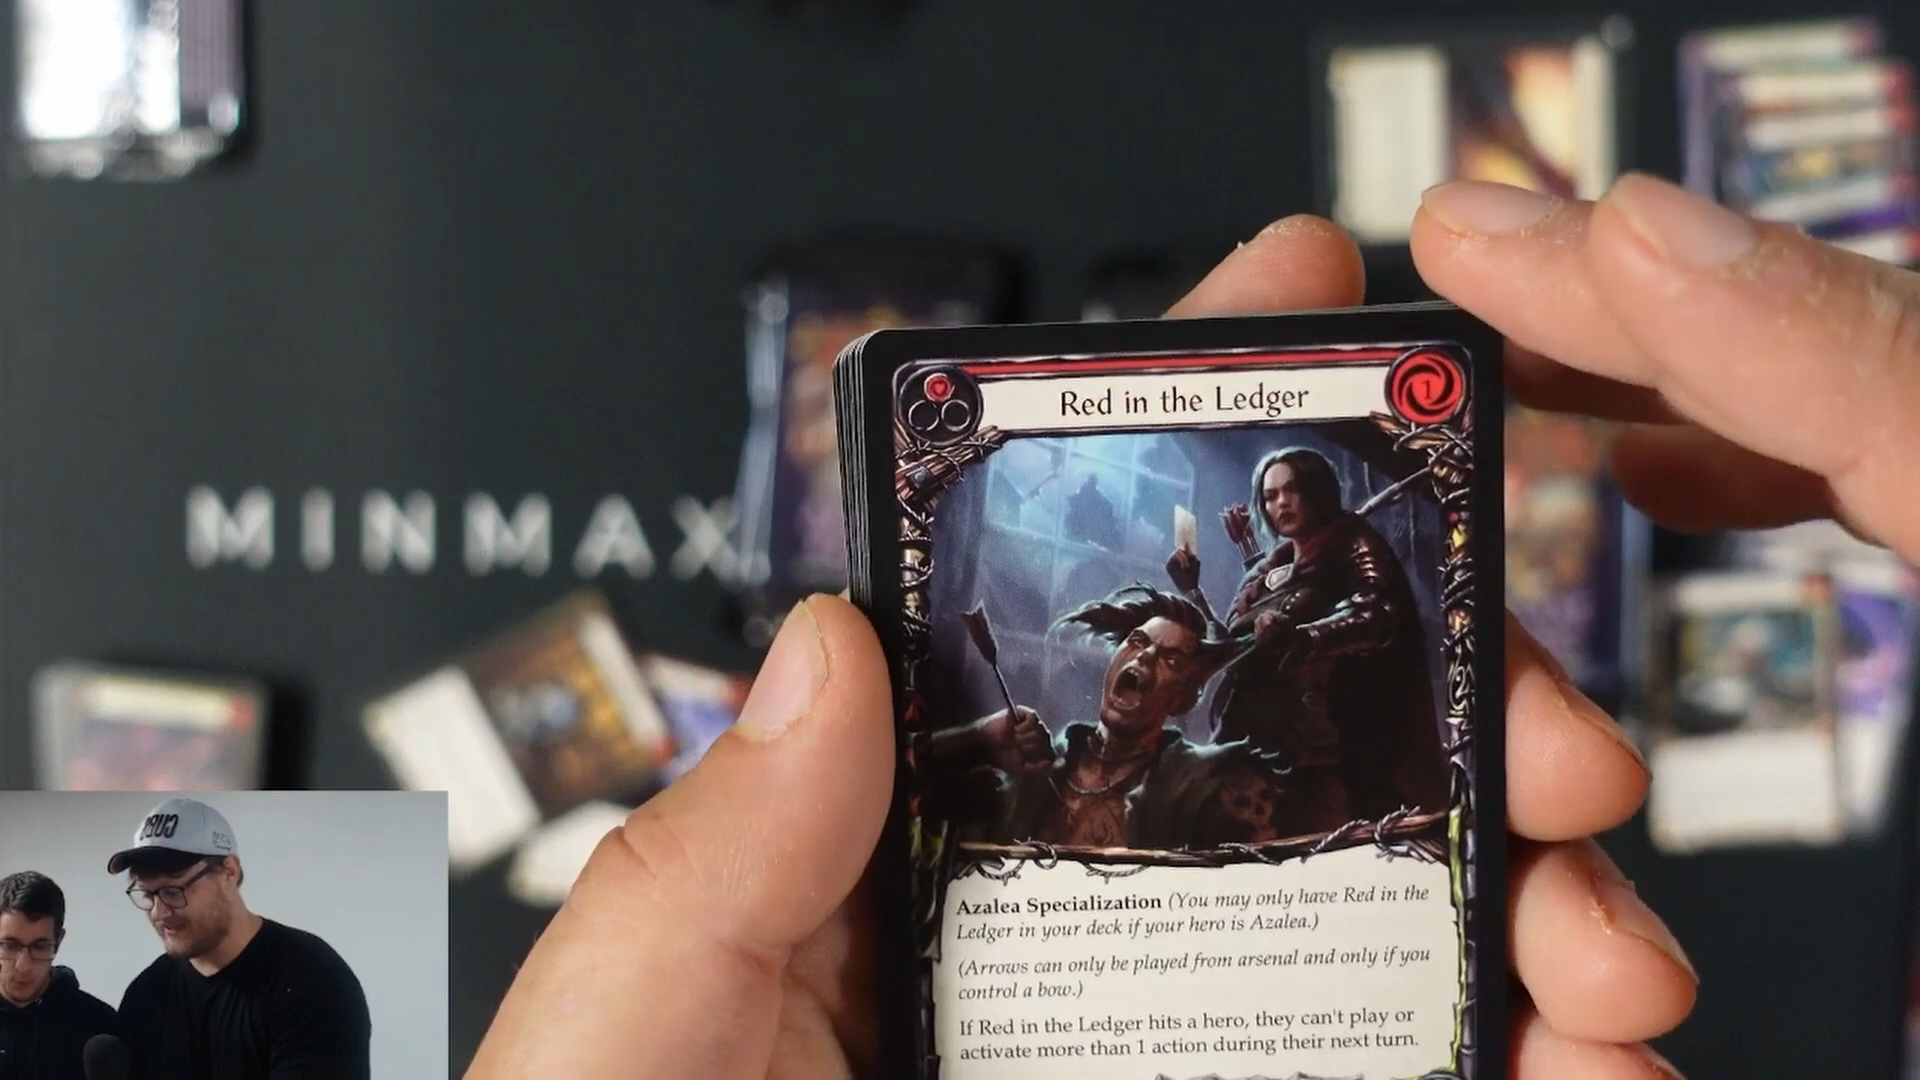 Red in the Ledger
1
MINMAX
Azalea Specialization (You may only have Red in the
Ledger in your deck if your hero is Azalea.)
(Arrows can only be played from arsenal and only if you
control a bow.)
If Red in the Ledger hits a hero, they can't play or
activate more than 1 action during their next turn.